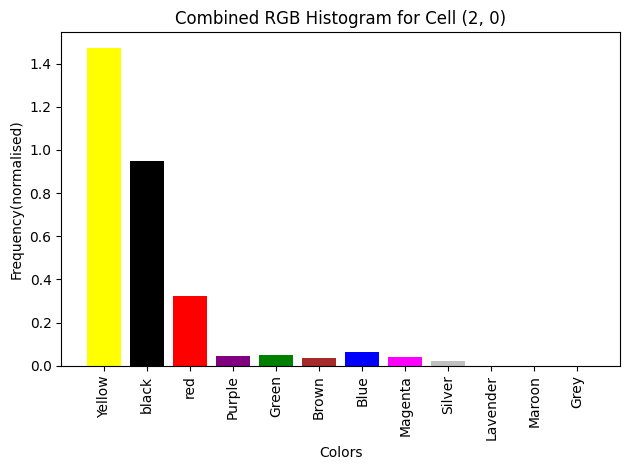 Combined RGB Histogram for Cell (2, 0)
Frequency(normalised)
1.4
1.2
1.0
0.8
0.6
0.4
0.2
0.0
Yellow
black
red
Purple
Green
Brown
Blue
Magenta
Silver
Lavender
Maroon
Grey
Colors